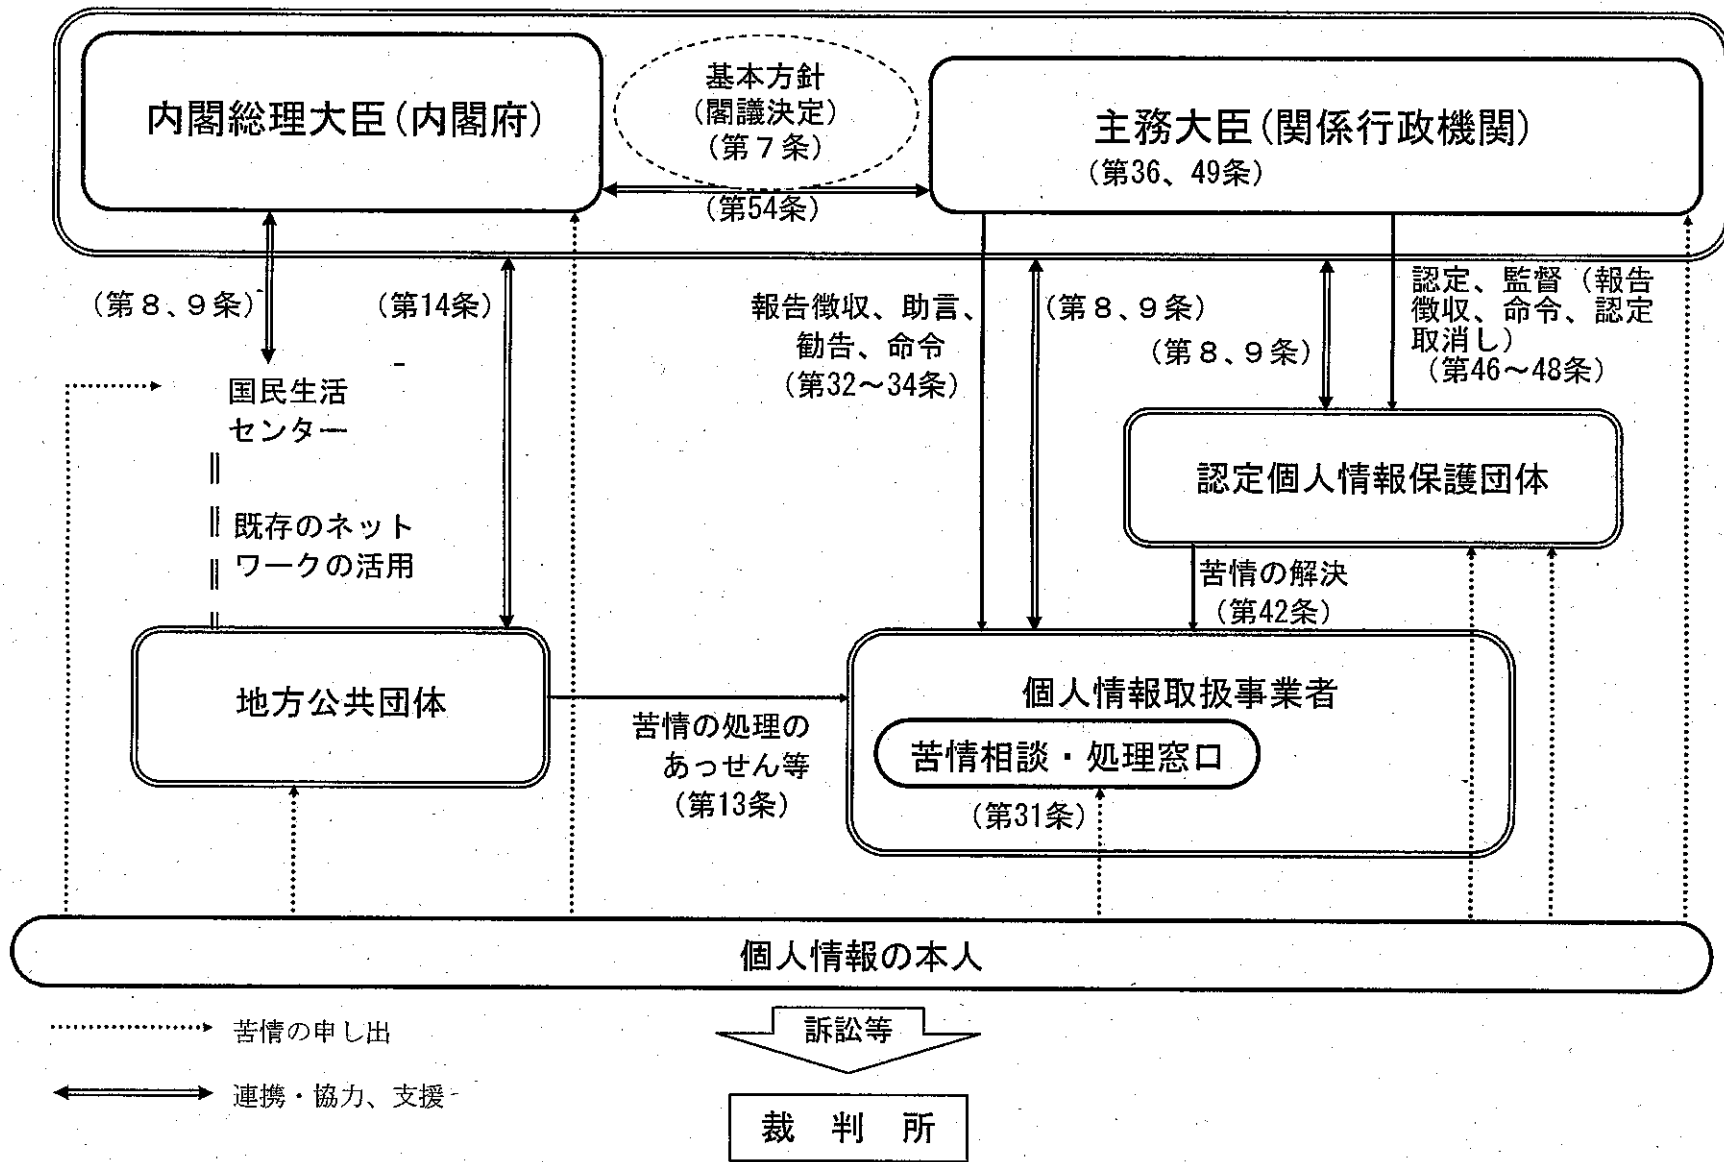 内閣総理大臣(内閣府)
基本方針
(閣議決定)
(第７条)
主務大臣(関係行政機関)
(第36、49条)
(第54条)
(第８、９条)
(第14条)
報告徴収、助言、
勧告、命令
(第32～34条)
(第８、９条)
(第８、９条)
認定、監督（報告
徴収、命令、認定
取消し）
(第46～48条)
国民生活
センター
既存のネット
ワークの活用
認定個人情報保護団体
苦情の解決
(第42条)
地方公共団体
苦情の処理の
あっせん等
(第13条)
個人情報取扱事業者
苦情相談・処理窓口
(第31条)
個人情報の本人
苦情の申し出
連携・協力、支援
訴訟等
裁　判　所